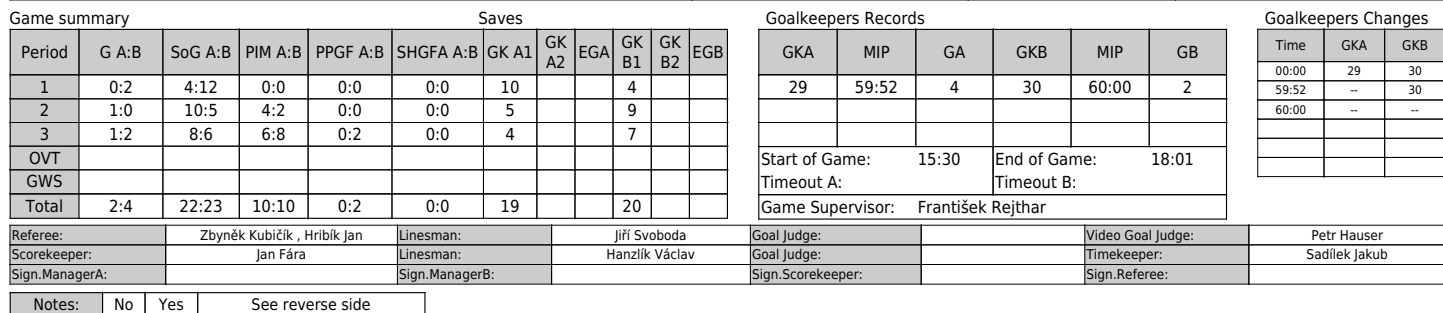 Game summary Saves Goalkeepers Records Goalkeepers Changes
Period G A:B SoG A:B PIM A:B PPGF A:B SHGFA A:B GK A1 GK A2 EGA GK B1 GK B2 EGB GKA MIP GA GKB MIP GB Time GKA GKB
1 0:2 4:12 0:0 0:0 0:0 10 4 29 59:52 4 30 60:00 2 00:00 29 30
2 1:0 10:5 4:2 0:0 0:0 5 9 59:52 -- 30
3 1:2 8:6 6:8 0:2 0:0 4 7 60:00 -- --
OVT Start of Game: 15:30 End of Game: 18:01
GWS Timeout A: Timeout B:
Total 2:4 22:23 10:10 0:2 0:0 19 20 Game Supervisor: František Rejthar
Referee: Zbyněk Kubičík , Hribík Jan Linesman: Jiří Svoboda Goal Judge: Video Goal Judge: Petr Hauser
Scorekeeper: Jan Fára Linesman: Hanzlík Václav Goal Judge: Timekeeper: Sadílek Jakub
Sign.ManagerA: Sign.ManagerB: Sign.Scorekeeper: Sign.Referee:
Notes: No Yes See reverse side